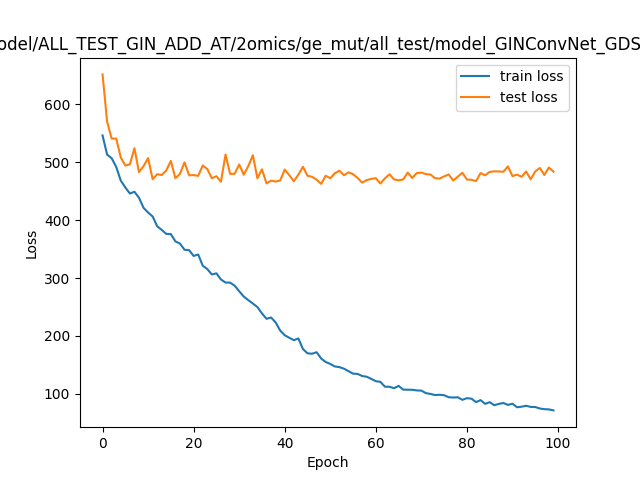 odel/ALL_TEST_GIN_ADD_AT/2omics/ge_mut/all_test/model_GINConvNet_GDS
train loss
test loss
600
500
400
300
200
100
Loss
0
20
40
60
80
100
Epoch